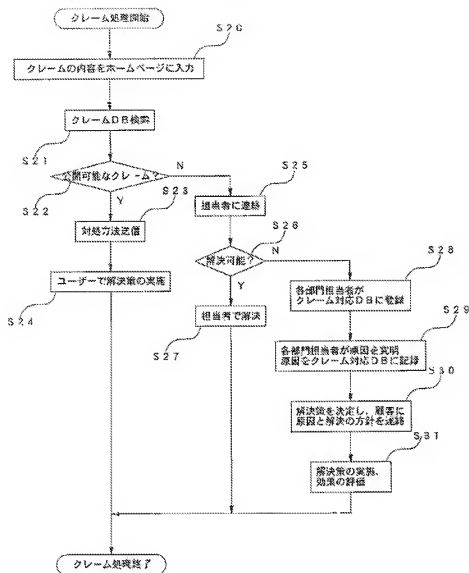 クレーム処理開始
S20
クレームの内容をホームページに入力
クレームDB検索
S21
公開可能なクレーム?
N
S22
Y
S23
S25
担当者に連絡
対処方法送信
S26
解決可能?
N
S24
ユーザーで解決策の実施
Y
S27
担当者で解決
S28
各部門担当者が
クレーム対応DBに登録
S29
各部門担当者が原因を究明
原因をクレーム対応DBに記録
S30
解決策を決定し、顧客に
原因と解決の方針を連絡
S31
解決策の実施、
効果の評価
クレーム処理終了